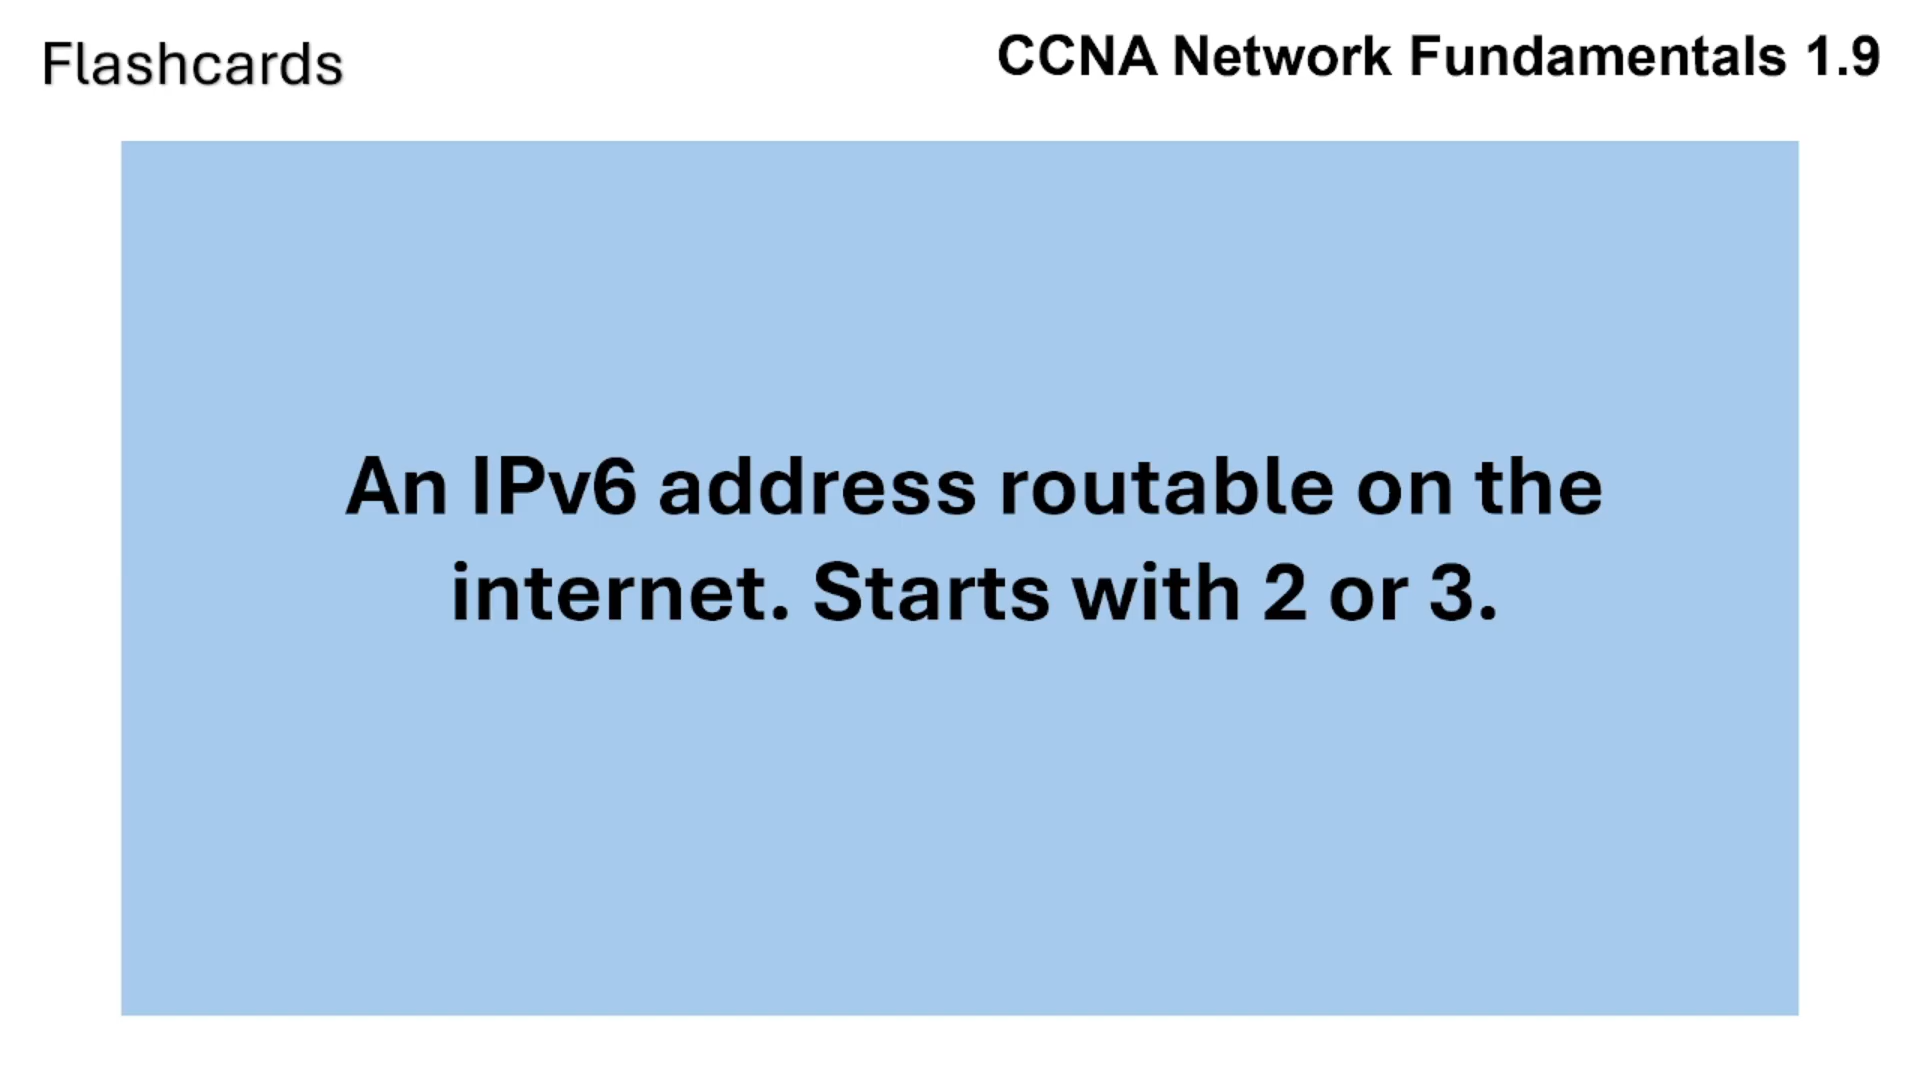 Flashcards
CCNA Network Fundamentals 1.9
An IPv6 address routable on the
internet. Starts with 2 or 3.